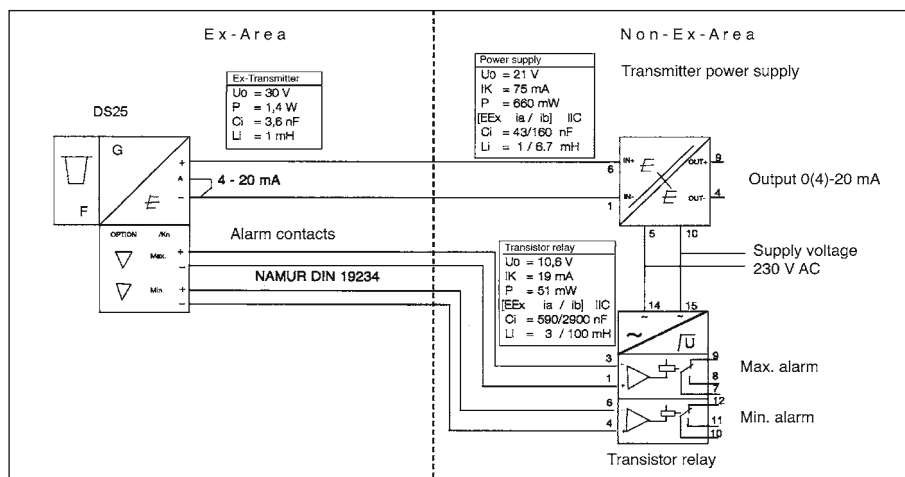 Ex-Area
Non-Ex-Area
Ex-Transmitter
Uo = 30 V
P = 1,4 W
Ci = 3,6 nF
Li = 1 mH
Power supply
Uo = 21 V
IK = 75 mA
P = 660 mW
[EEx ia / ib] IIC
Ci = 43/160 nF
Li = 1 / 6.7 mH
Transmitter power supply
DS25
G
F
E
+
A
-
4 - 20 mA
6
IN+
OUT+
9
E
E
1
IN-
OUT-
4
Output 0(4)-20 mA
5
10
Supply voltage
230 V AC
OPTION /Kn
Max.
+
-
Min.
+
-
Alarm contacts
NAMUR DIN 19234
Transistor relay
Uo = 10,6 V
IK = 19 mA
P = 51 mW
[EEx ia / ib] IIC
Ci = 590/2900 nF
Li = 3 / 100 mH
14
15
~
~
~
U
3
-
1
+
9
8
7
Max. alarm
6
-
4
+
12
11
10
Min. alarm
Transistor relay